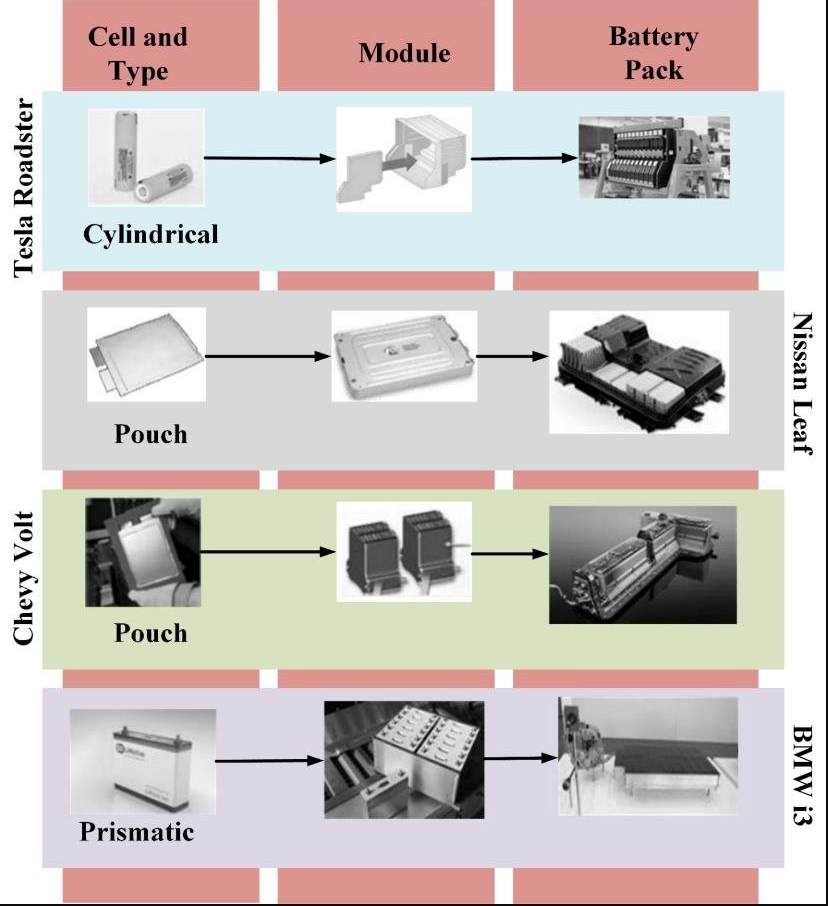 Cell and
Type
Module
Battery
Pack
Tesla Roadster
Cylindrical
Nissan Leaf
Pouch
Chevy Volt
Pouch
BMW i3
Prismatic